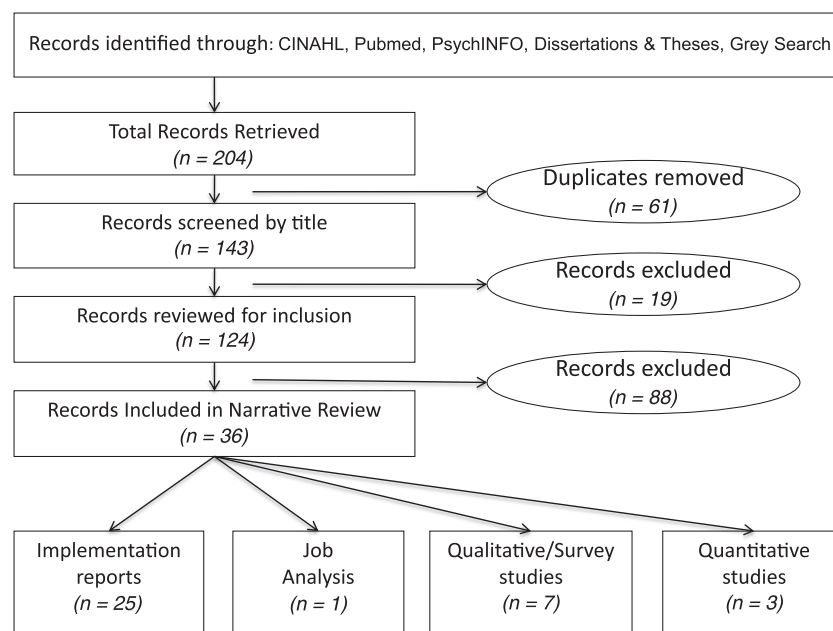 Records identified through: CINAHL, Pubmed, PsychINFO, Dissertations & Theses, Grey Search
Total Records Retrieved
(n = 204)
Duplicates removed
(n = 61)
Records screened by title
(n = 143)
Records excluded
(n = 19)
Records reviewed for inclusion
(n = 124)
Records excluded
(n = 88)
Records Included in Narrative Review
(n = 36)
Implementation
reports
(n = 25)
Job
Analysis
(n = 1)
Qualitative/Survey
studies
(n = 7)
Quantitative
studies
(n = 3)